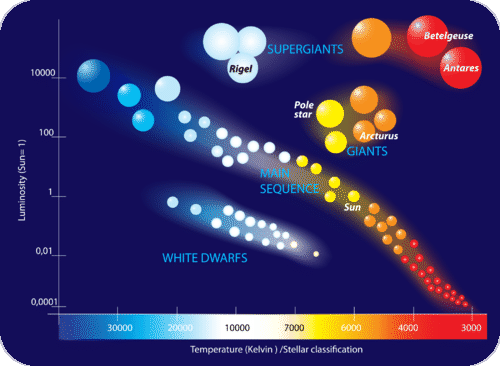 Betelgeuse
SUPERGIANTS
Rigel
Antares
10000
Pole
star
100
Arcturus
GIANTS
MAIN
SEQUENCE
1
Sun
Luminosity (Sun= 1)
WHITE DWARFS
0,01
0,0001
30000 20000 10000 7000 6000 4000 3000
Temperature (Kelvin ) /Stellar classification